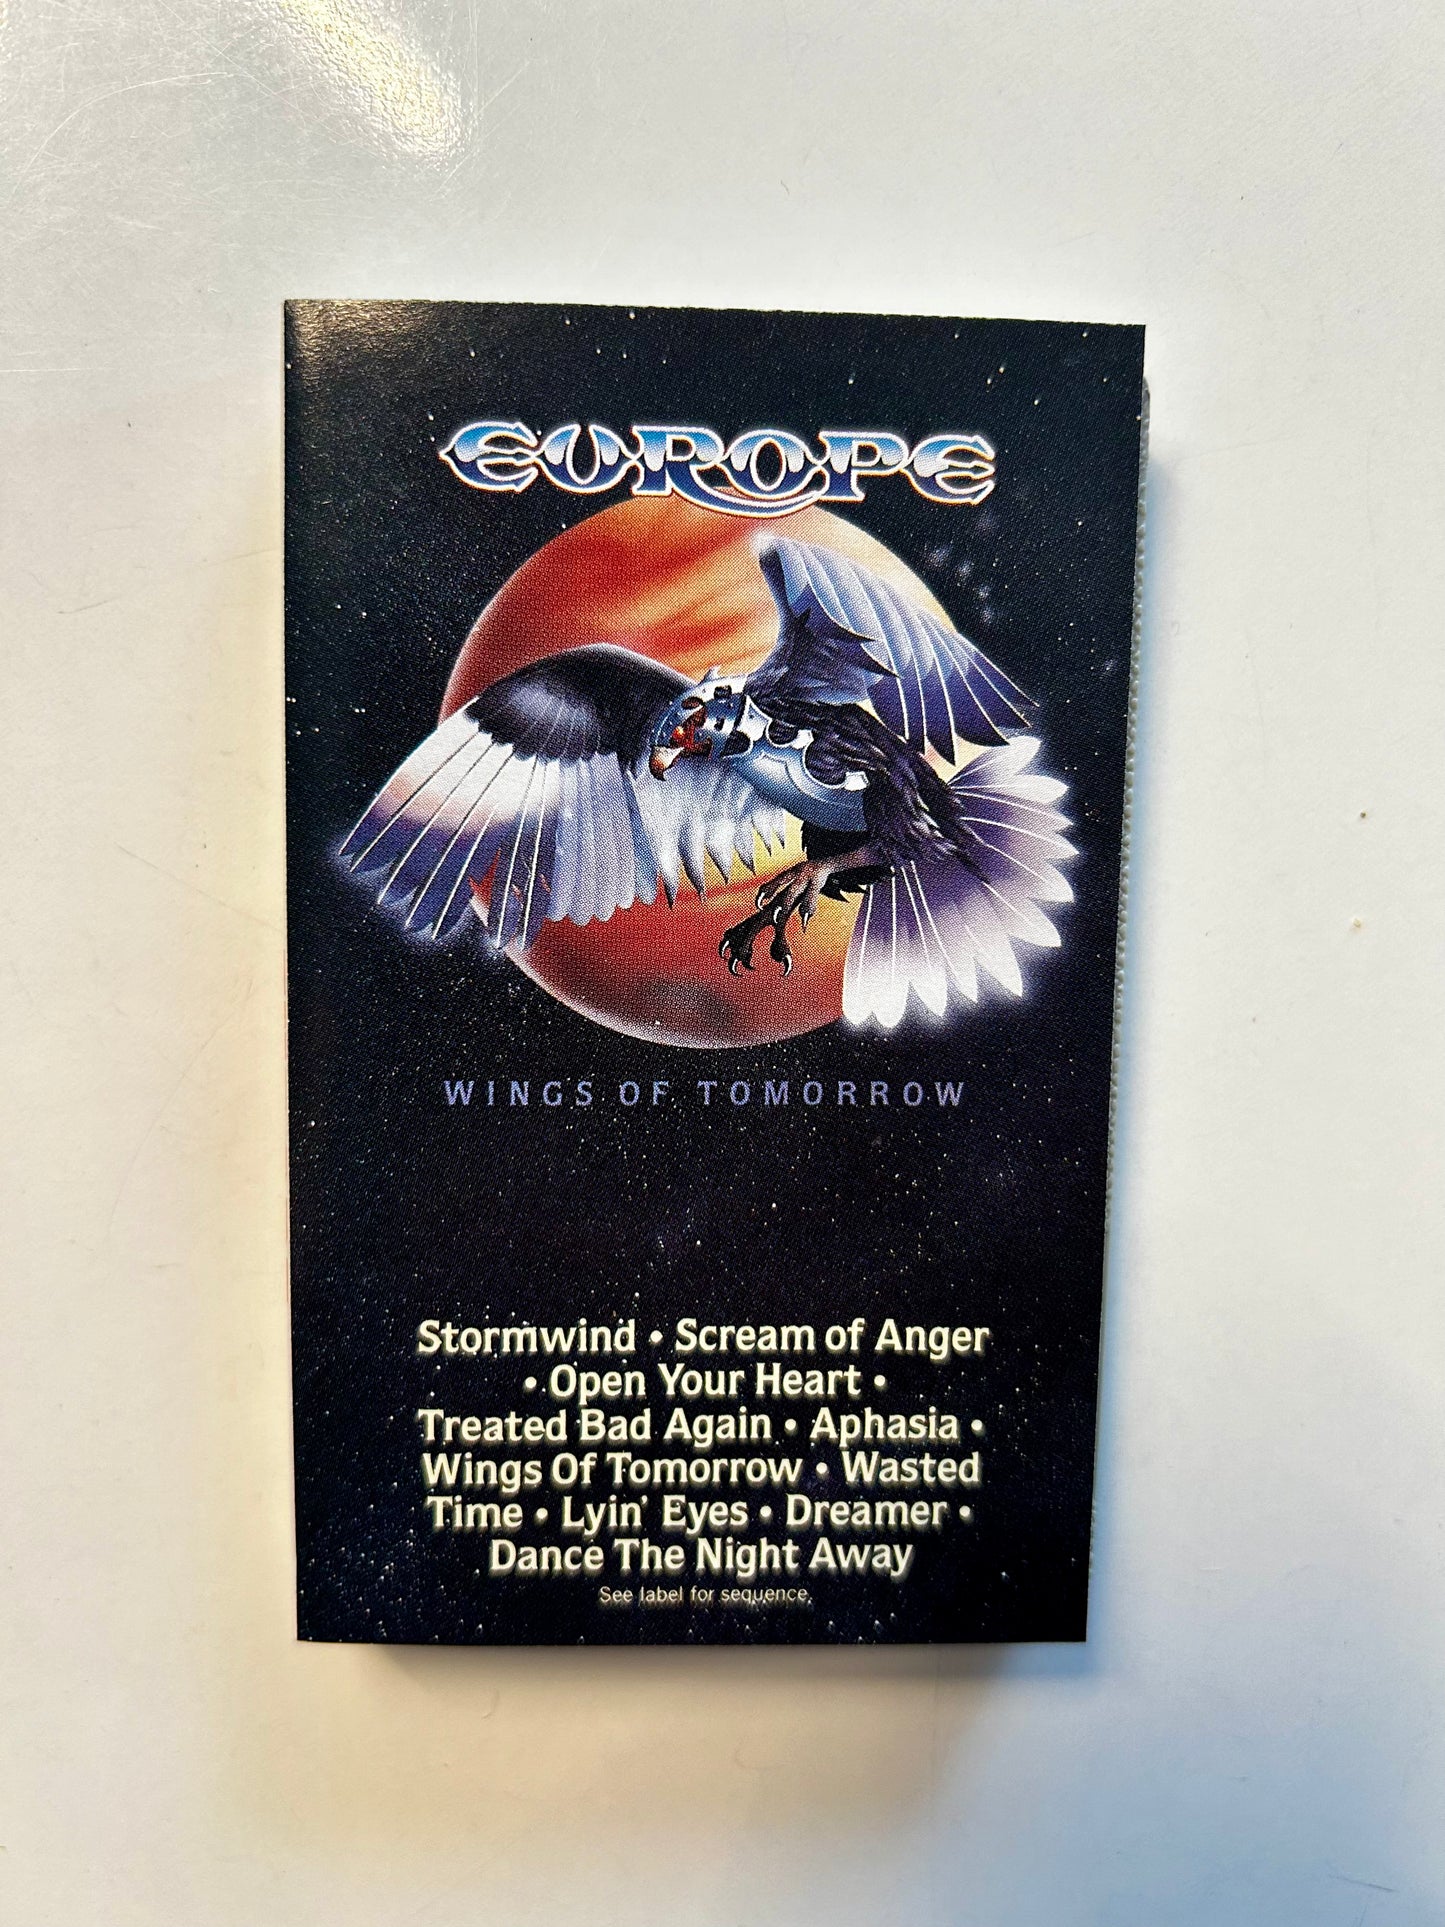 EUROPE
WINGS OF TOMORROW
Stormwind • Scream of Anger
• Open Your Heart •
Treated Bad Again • Aphasia •
Wings Of Tomorrow • Wasted
Time • Lyin' Eyes • Dreamer •
Dance The Night Away
See label for sequence.